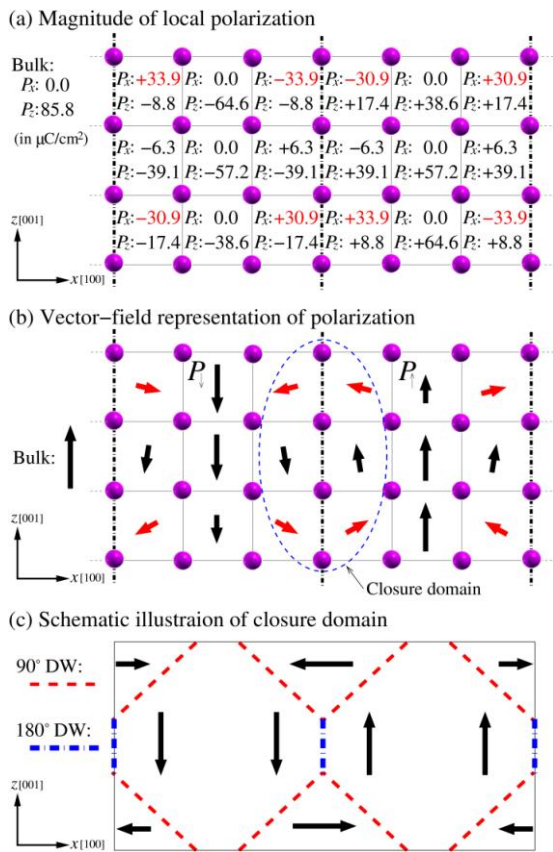 (a) Magnitude of local polarization
Bulk:
Px: 0.0
Pz:85.8
(in μC/cm²)
Px:+33.9 Px: 0.0 Px:−33.9 Px:−30.9 Px: 0.0 Px:+30.9
Pz: −8.8 Pz:−64.6 Pz: −8.8 Pz:+17.4 Pz:+38.6 Pz:+17.4
Px: −6.3 Px: 0.0 Px: +6.3 Px: −6.3 Px: 0.0 Px:+6.3
Pz:−39.1 Pz:−57.2 Pz:−39.1 Pz:+39.1 Pz:+57.2 Pz:+39.1
Px:−30.9 Px: 0.0 Px:+30.9 Px:+33.9 Px: 0.0 Px:−33.9
Pz:−17.4 Pz:−38.6 Pz:−17.4 Pz: +8.8 Pz:+64.6 Pz: +8.8
z[001]
x[100]
(b) Vector−field representation of polarization
P↓ P↑
Bulk:
z[001]
x[100]
Closure domain
(c) Schematic illustraion of closure domain
90° DW:
180° DW:
z[001]
x[100]